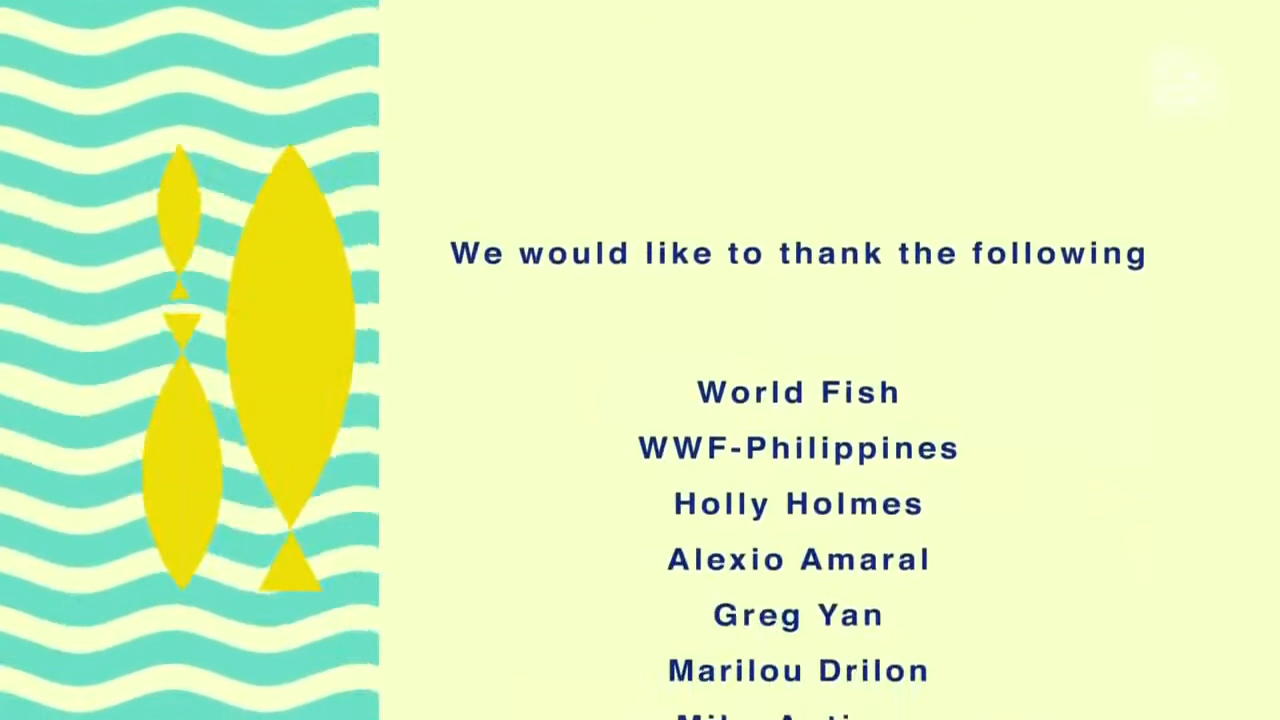 We would like to thank the following
World Fish
WWF-Philippines
Holly Holmes
Alexio Amaral
Greg Yan
Marilou Drilon